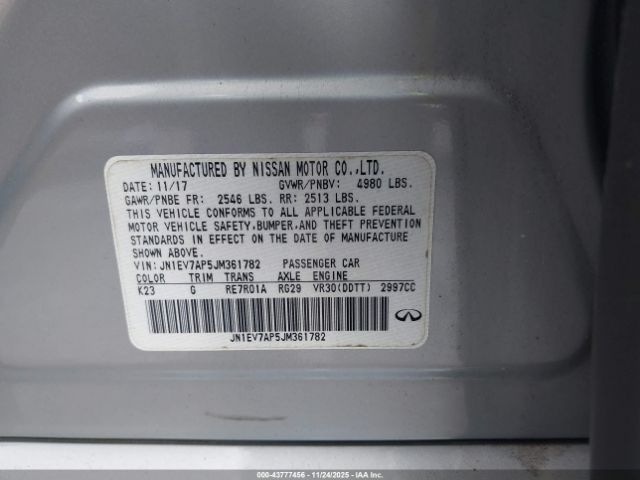 MANUFACTURED BY NISSAN MOTOR CO.,LTD.
DATE: 11/17 GVWR/PNBV: 4980 LBS.
GAWR/PNBE FR: 2546 LBS. RR: 2513 LBS.
THIS VEHICLE CONFORMS TO ALL APPLICABLE FEDERAL
MOTOR VEHICLE SAFETY,BUMPER,AND THEFT PREVENTION
STANDARDS IN EFFECT ON THE DATE OF MANUFACTURE
SHOWN ABOVE.
VIN: JN1EV7AP5JM361782 PASSENGER CAR
COLOR TRIM TRANS AXLE ENGINE
K23 G RE7R01A RG29 VR30(DDTT) 2997CC
JN1EV7AP5JM361782
000-43777456 - 11/24/2025 - IAAI.COM